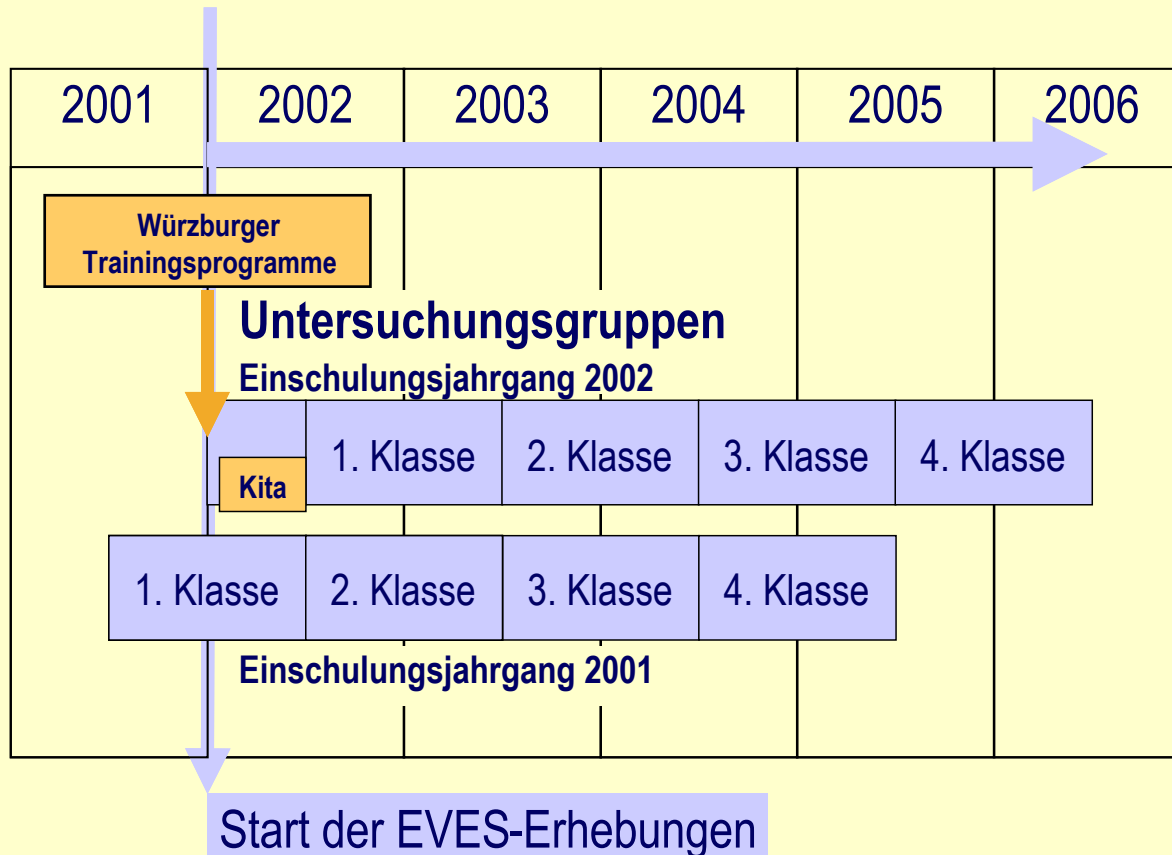 2001 2002 2003 2004 2005 2006
Würzburger
Trainingsprogramme
Untersuchungsgruppen
Einschulungsjahrgang 2002
1. Klasse 2. Klasse 3. Klasse 4. Klasse
Kita
1. Klasse 2. Klasse 3. Klasse 4. Klasse
Einschulungsjahrgang 2001
Start der EVES-Erhebungen